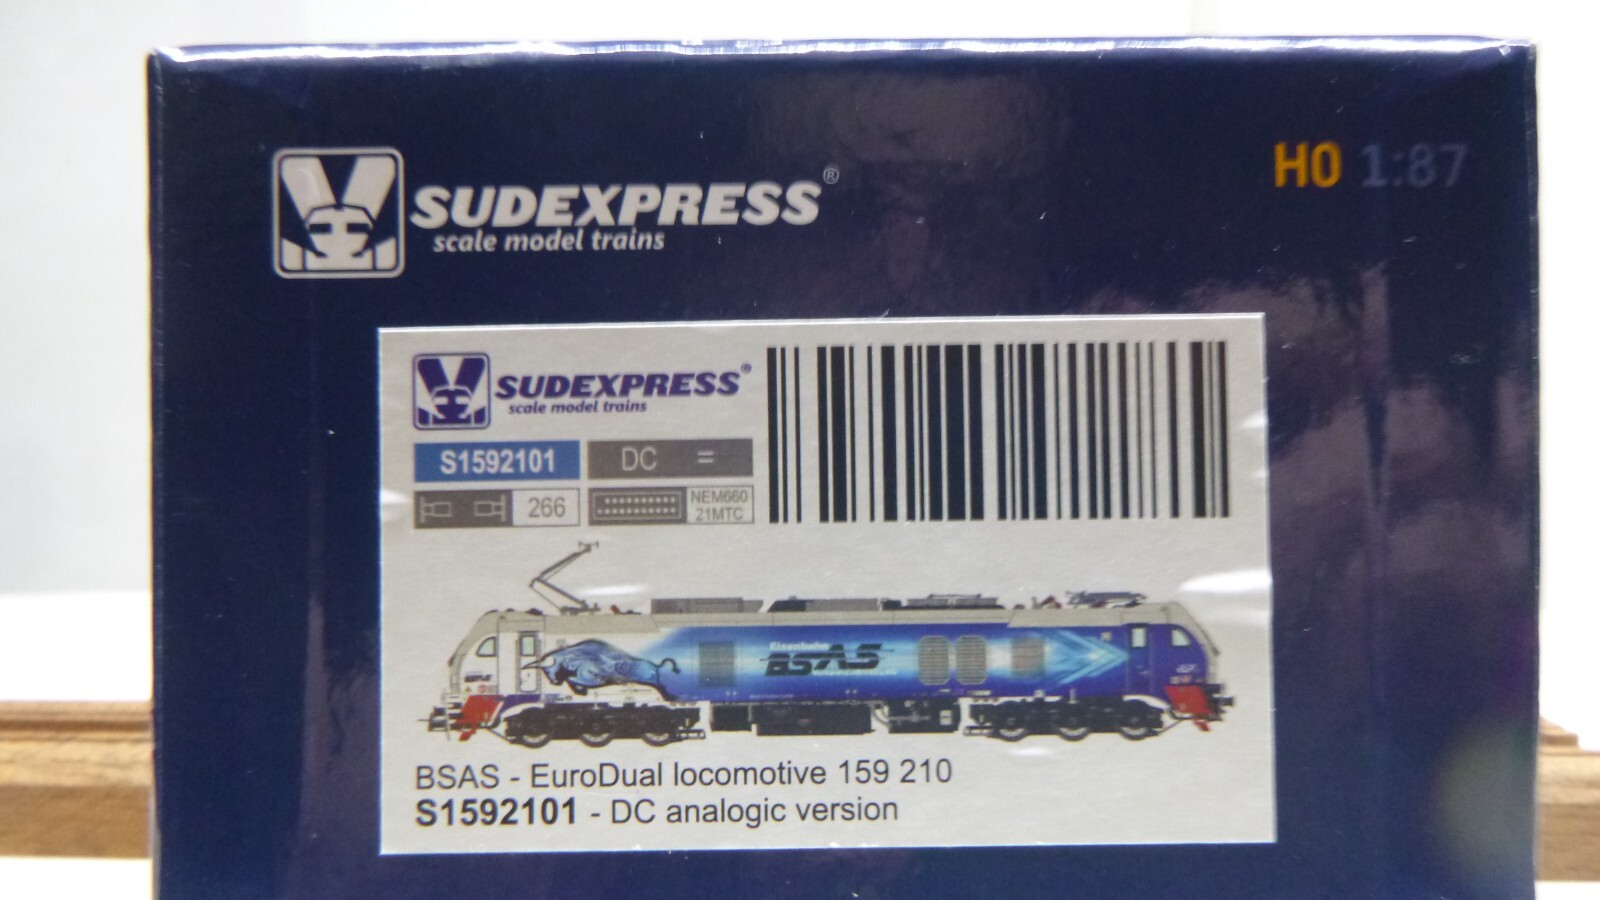 SUDEXPRESS®
scale model trains
H0 1:87
SUDEXPRESS®
scale model trains
S1592101
DC =
266
NEM660
21MTC
Eisenbahn
BSAS
BSAS - EuroDual locomotive 159 210
S1592101 - DC analogic version